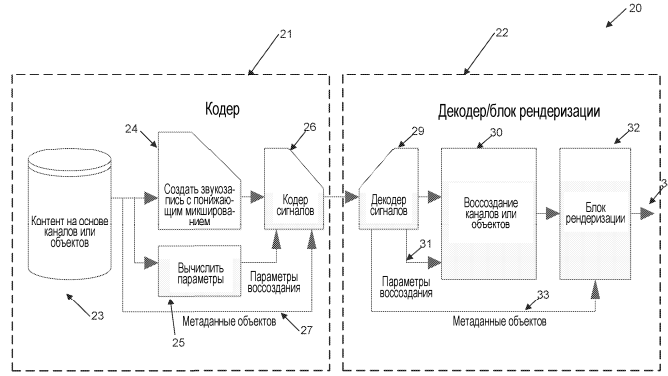 20
21
22
Кодер
Декодер/блок рендеризации
24
26
29
30
32
Создать звукоза-
пись с понижаю-
щим микширова-
нием
Кодер
сигналов
Декодер
сигналов
Воссоздание
каналов или
объектов
Блок
рендеризации
3
Контент на основе
каналов или
объектов
31
Вычислить
параметры
Параметры
воссоздания
Параметры
воссоздания
23
25
Метаданные объектов
27
33
Метаданные объектов